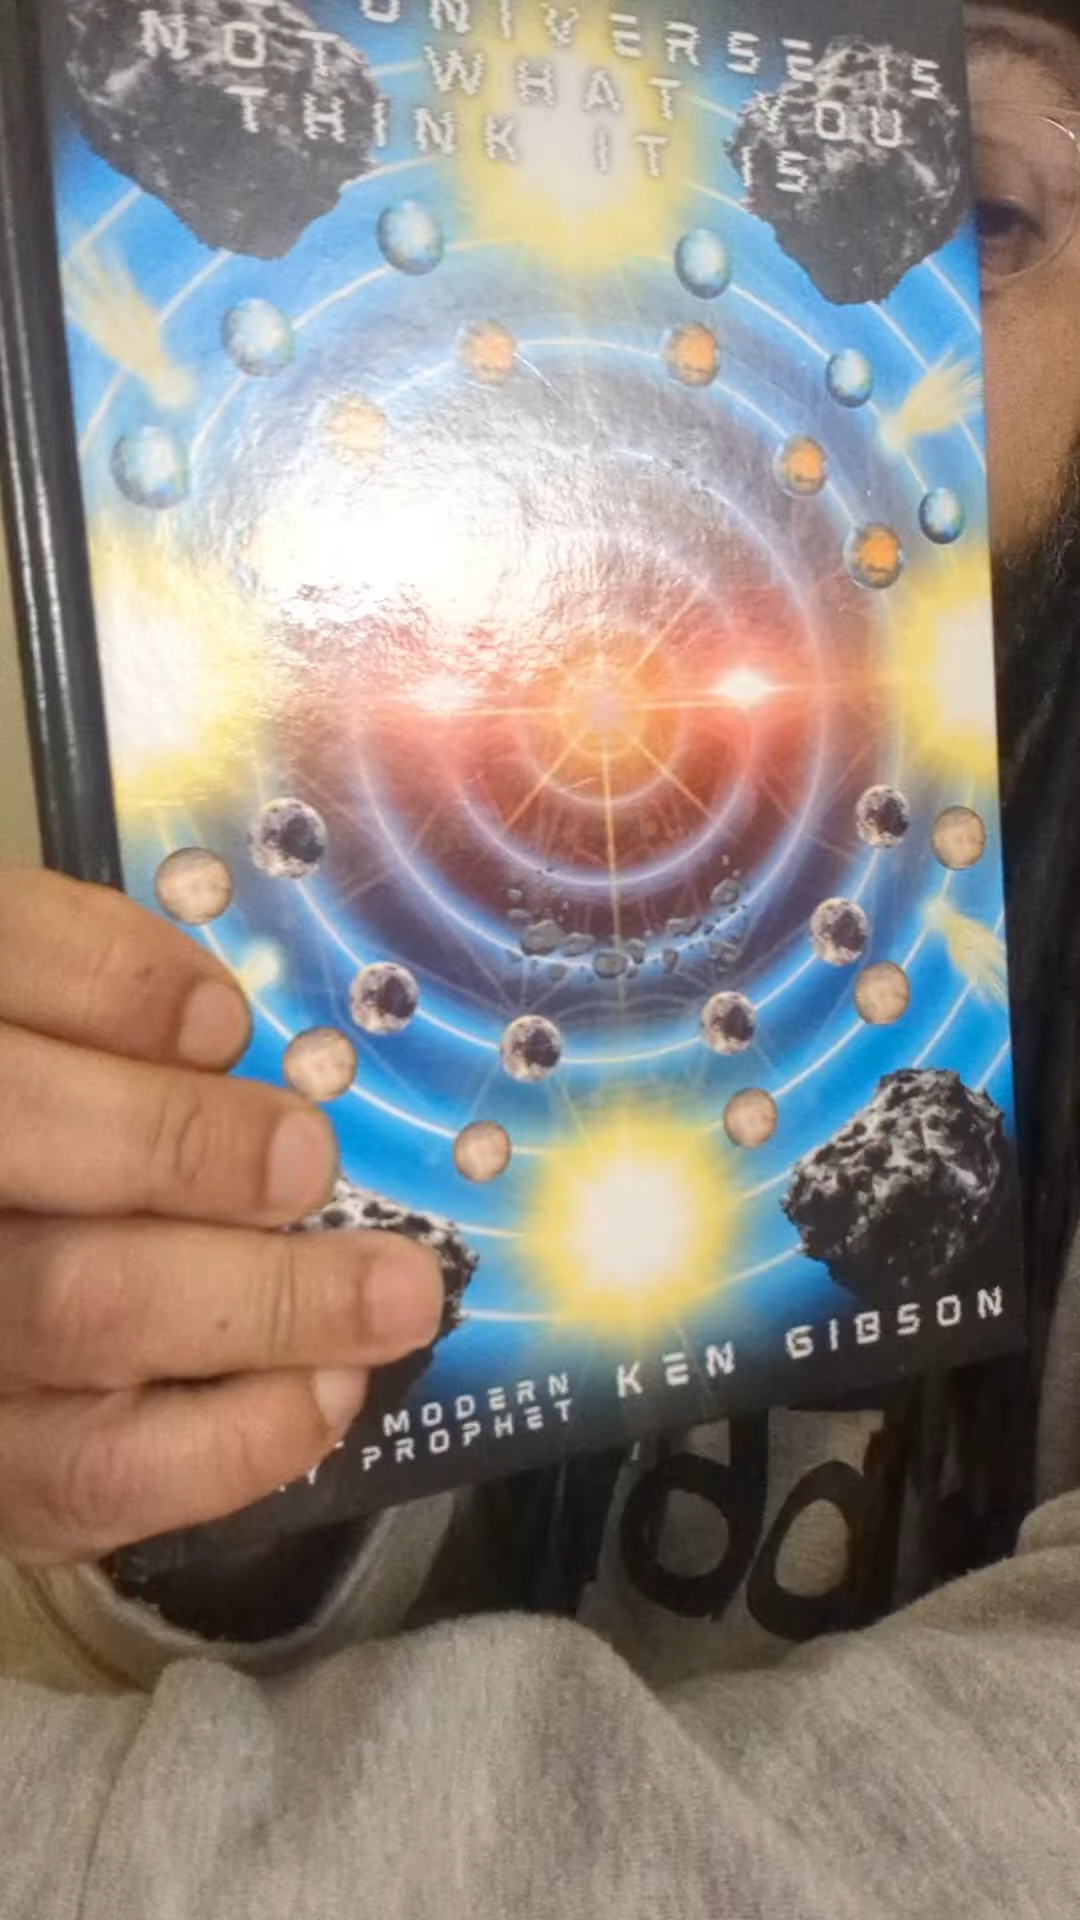 UNIVERSE IS
NOT WHAT YOU
THINK IT IS
MODERN
PROPHET
KEN GIBSON